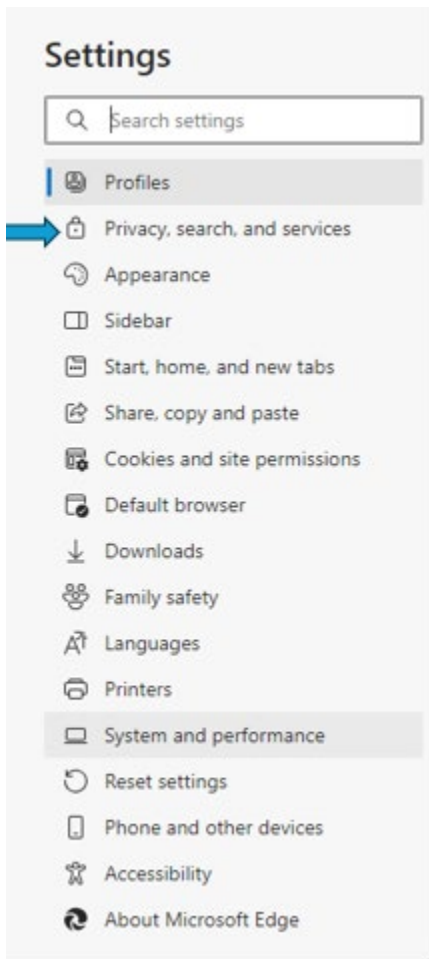 Settings
Search settings
Profiles
Privacy, search, and services
Appearance
Sidebar
Start, home, and new tabs
Share, copy and paste
Cookies and site permissions
Default browser
Downloads
Family safety
Languages
Printers
System and performance
Reset settings
Phone and other devices
Accessibility
About Microsoft Edge